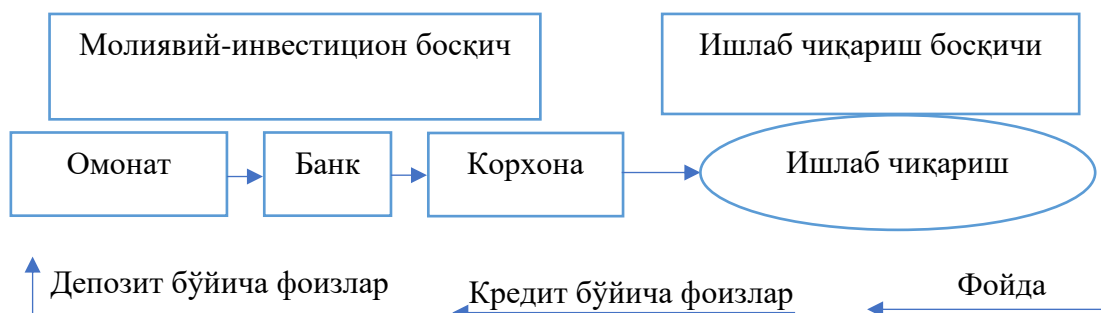 Молиявий-инвестицион босқич
Ишлаб чиқариш босқичи
Омонат
Банк
Корхона
Ишлаб чиқариш
Депозит бўйича фоизлар
Кредит бўйича фоизлар
Фойда